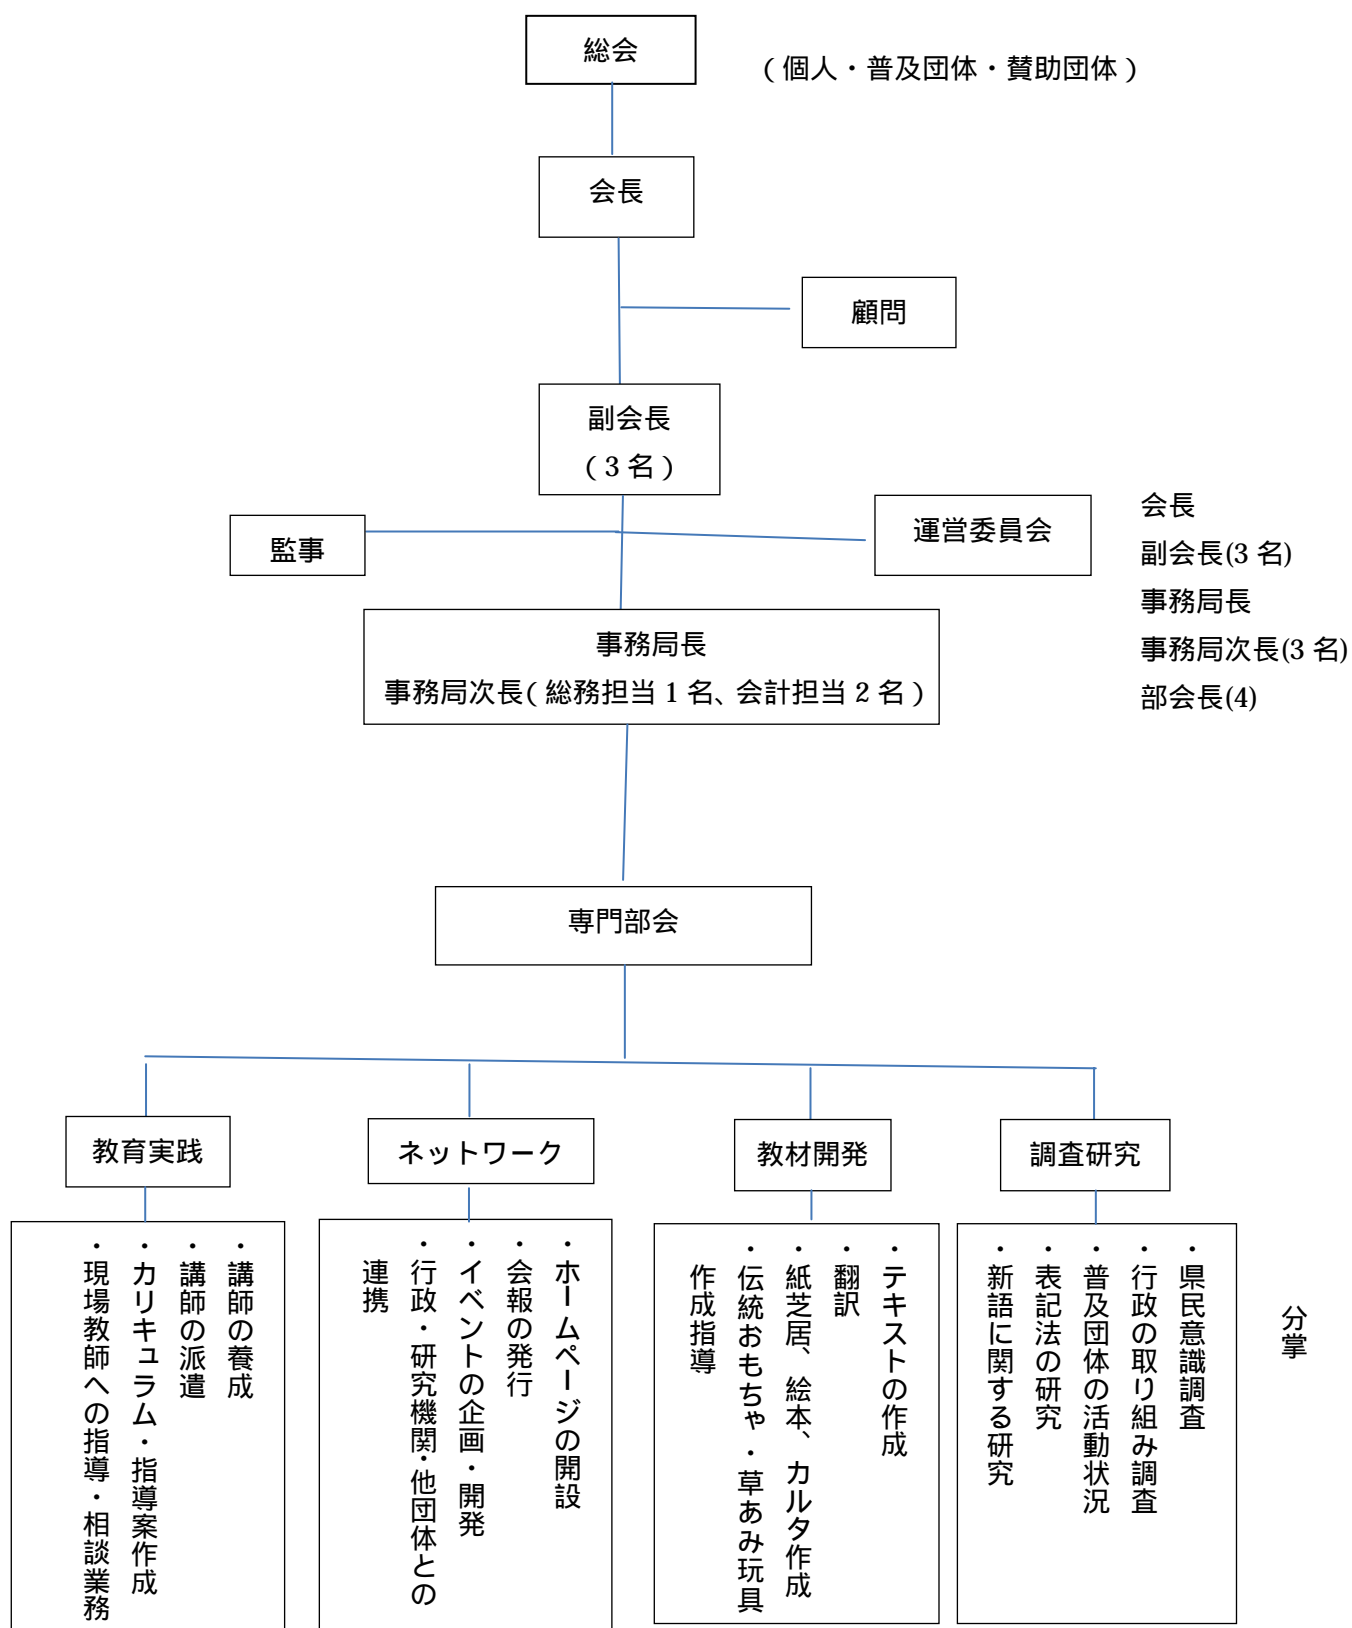 総会
（個人・普及団体・賛助団体）
会長
顧問
副会長
（3名）
監事
運営委員会
会長
副会長(3 名)
事務局長
事務局次長(3 名)
部会長(4)
事務局長
事務局次長（総務担当 1 名、会計担当 2 名）
専門部会
教育実践
ネットワーク
教材開発
調査研究
・講師の養成
・講師の派遣
・カリキュラム・指導案作成
・現場教師への指導・相談業務
・ホームページの開設
・会報の発行
・イベントの企画・開発
・行政・研究機関・他団体との
連携
・テキストの作成
・翻訳
・紙芝居、絵本、カルタ作成
・伝統おもちゃ・草あみ玩具
作成指導
・県民意識調査
・行政の取り組み調査
・普及団体の活動状況
・表記法の研究
・新語に関する研究
分掌